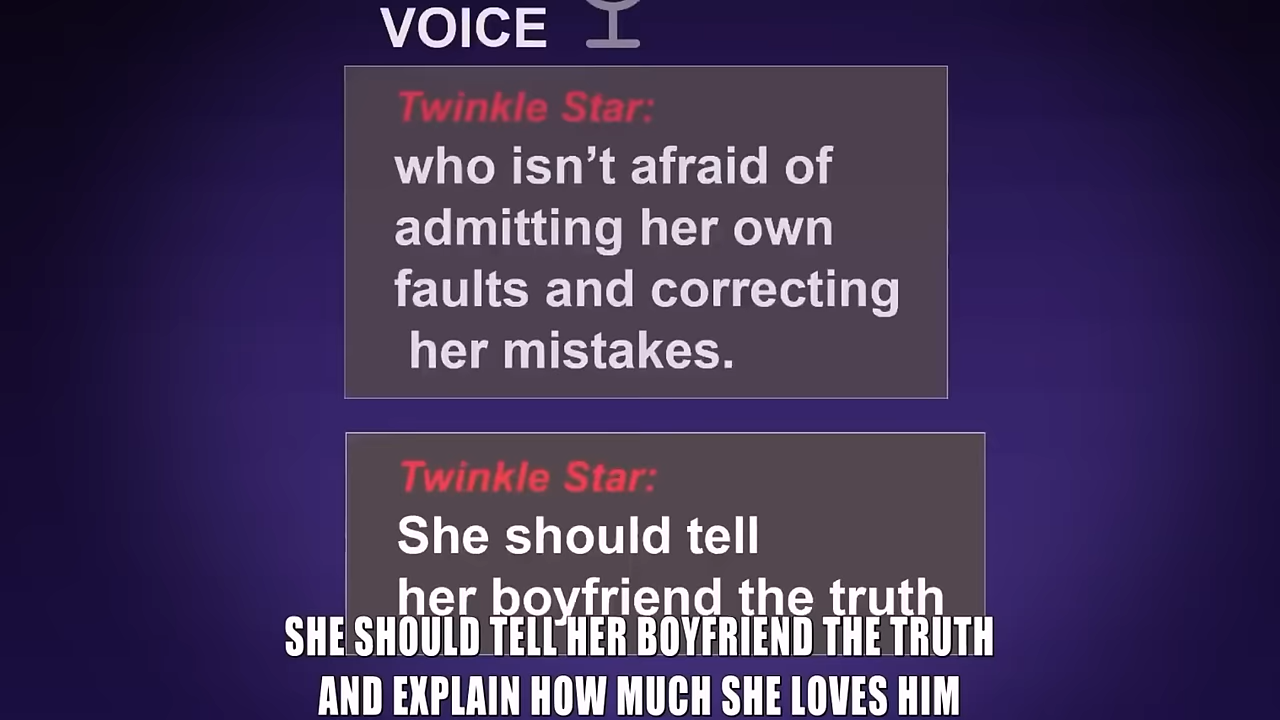 VOICE
Twinkle Star:
who isn’t afraid of
admitting her own
faults and correcting
her mistakes.
Twinkle Star:
She should tell
her boyfriend the truth
SHE SHOULD TELL HER BOYFRIEND THE TRUTH
AND EXPLAIN HOW MUCH SHE LOVES HIM